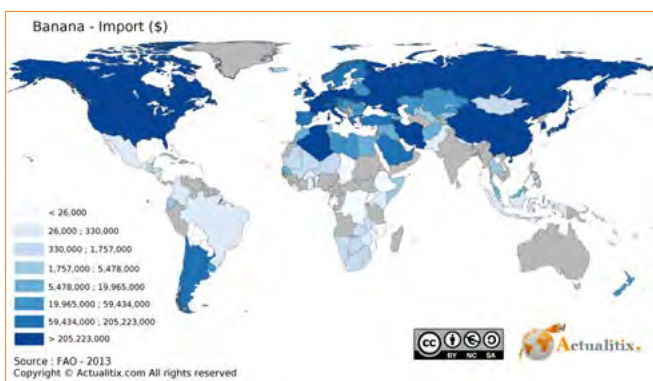 Banana - Import ($)
< 26,000
26,000 ; 330,000
330,000 ; 1,757,000
1,757,000 ; 5,478,000
5,478,000 ; 19,965,000
19,965,000 ; 59,434,000
59,434,000 ; 205,223,000
> 205,223,000
Source : FAO - 2013
Copyright © Actualitix.com All rights reserved
cc
BY NC SA
Actualitix.